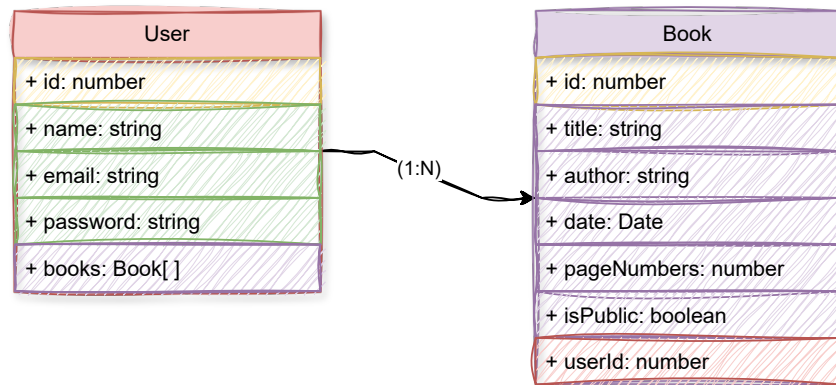 User
+ id: number
+ name: string
+ email: string
+ password: string
+ books: Book[ ]
(1:N)
Book
+ id: number
+ title: string
+ author: string
+ date: Date
+ pageNumbers: number
+ isPublic: boolean
+ userId: number